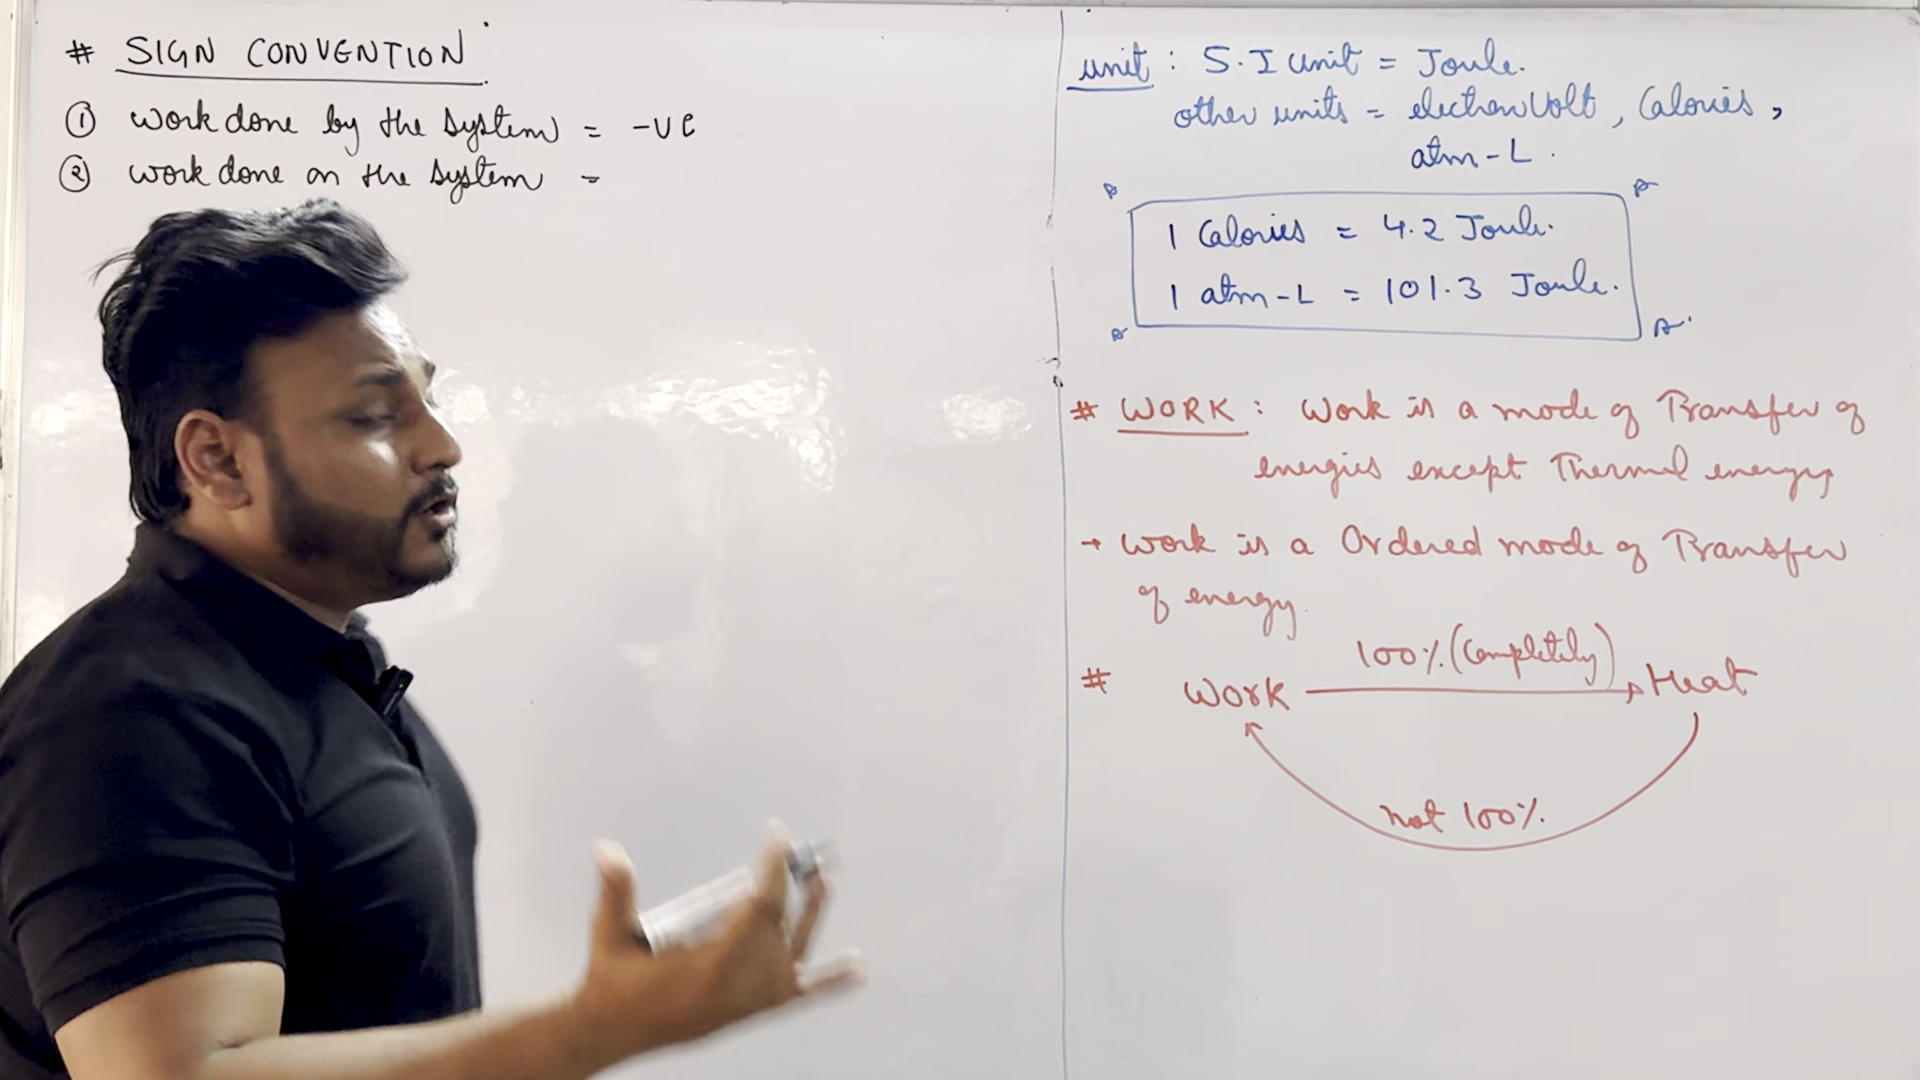 # SIGN CONVENTION
① work done by the system = -ve
② work done on the system =
unit : S.I unit = Joule.
other units = electronVolt, Calories,
atm-L.
1 Calories = 4.2 Joule.
1 atm-L = 101.3 Joule.
# WORK : Work is a mode of Transfer of
energies except Thermal energy
→ work is a Ordered mode of Transfer
of energy.
100% (Completely)
# Work → Heat
not 100%.